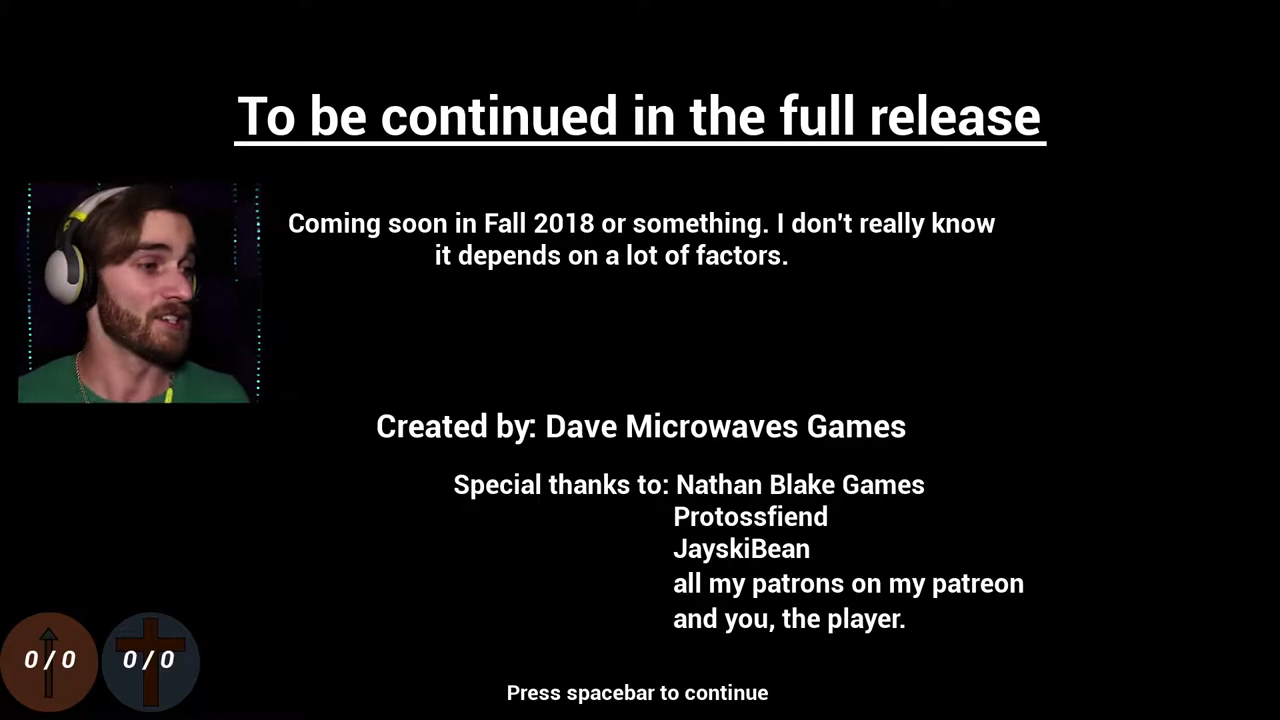 To be continued in the full release
Coming soon in Fall 2018 or something. I don't really know
it depends on a lot of factors.
Created by: Dave Microwaves Games
Special thanks to: Nathan Blake Games
Protossfiend
JayskiBean
all my patrons on my patreon
and you, the player.
0 / 0 0 / 0
Press spacebar to continue